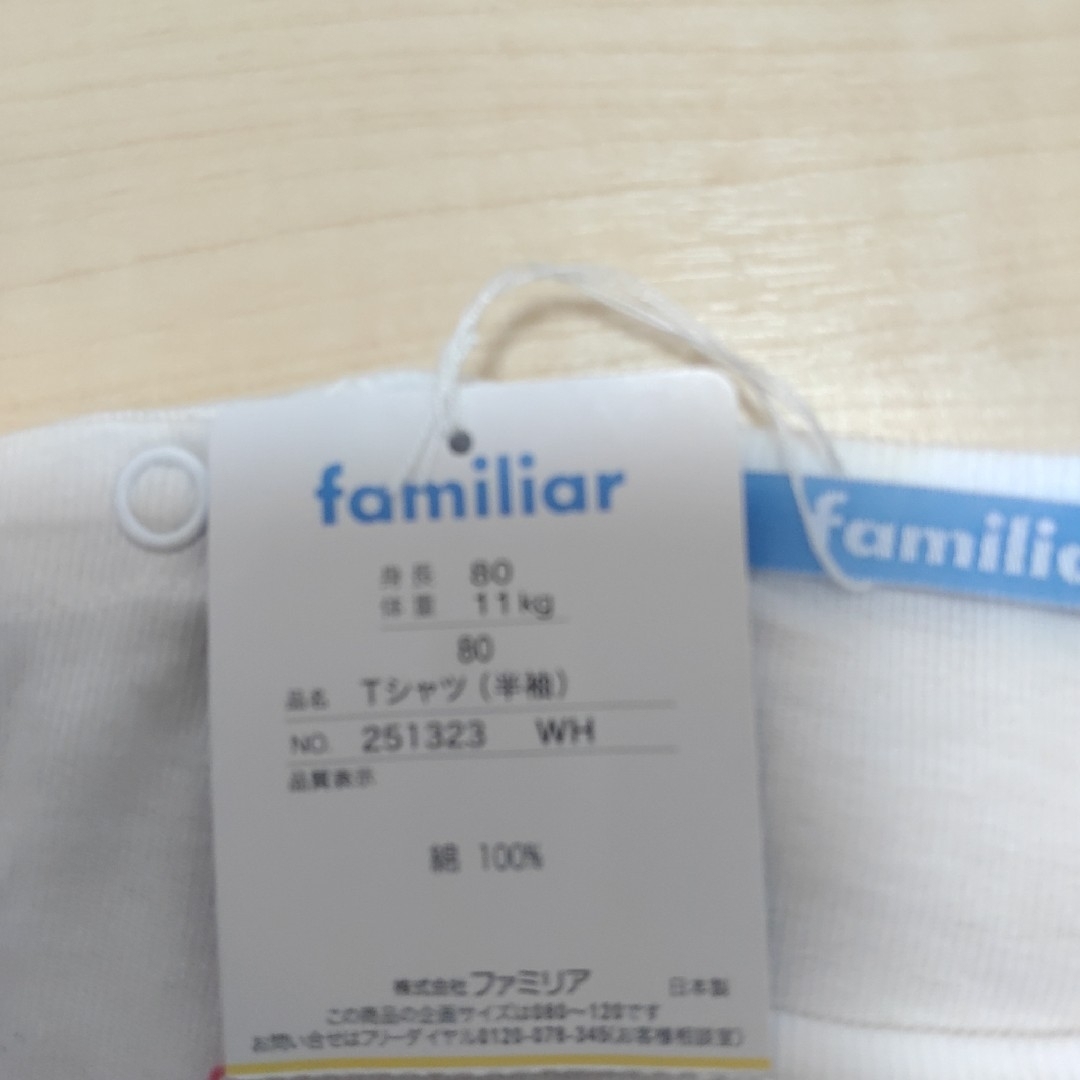 familiar
身長 80
体重 11kg
80
品名 Tシャツ(半袖)
NO. 251323 WH
品質表示
綿 100%
株式会社ファミリア 日本製
この商品の企画サイズは080〜120です
お問い合せはフリーダイヤル0120-078-345(お客様相談室)
familia